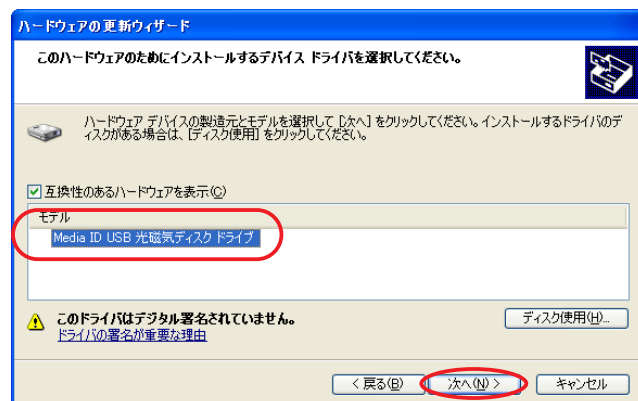 ハードウェアの更新ウィザード
このハードウェアのためにインストールするデバイス ドライバを選択してください。
ハードウェア デバイスの製造元とモデルを選択して [次へ] をクリックしてください。インストールするドライバのデ
ィスクがある場合は、[ディスク使用] をクリックしてください。
互換性のあるハードウェアを表示(C)
モデル
Media ID USB 光磁気ディスク ドライブ
このドライバはデジタル署名されていません。
ディスク使用(H)...
ドライバの署名が重要な理由
< 戻る(B)
次へ(N) >
キャンセル